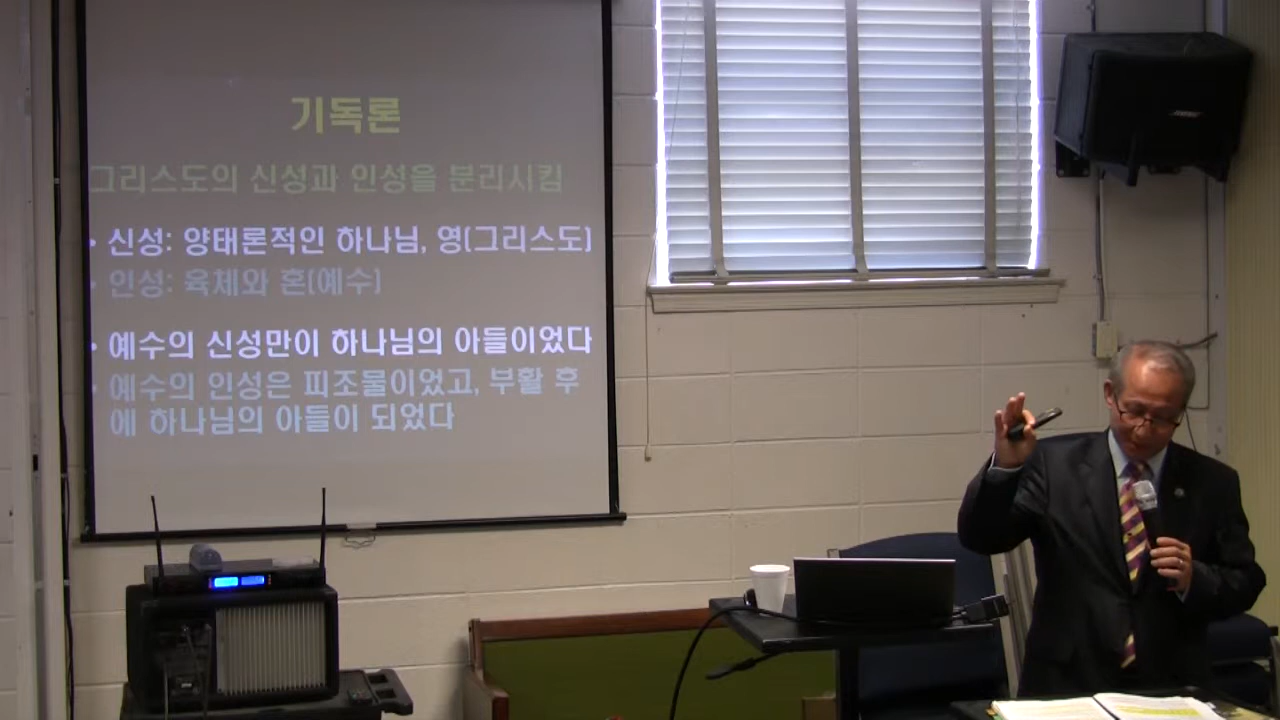 기독론
그리스도의 신성과 인성을 분리시킴
• 신성: 양태론적인 하나님, 영(그리스도)
• 인성: 육체와 혼(예수)
• 예수의 신성만이 하나님의 아들이었다
• 예수의 인성은 피조물이었고, 부활 후
에 하나님의 아들이 되었다
BOSE